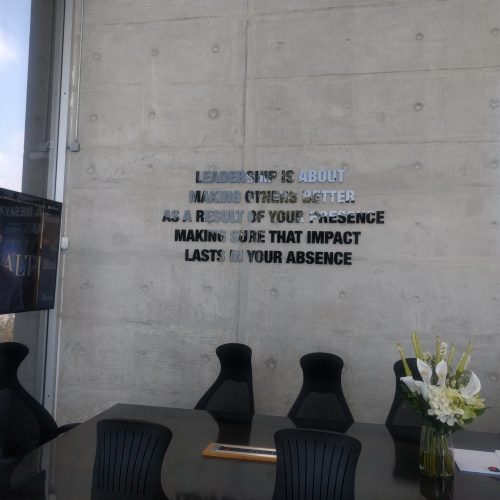 LEADERSHIP IS ABOUT
MAKING OTHERS BETTER
AS A RESULT OF YOUR PRESENCE
MAKING SURE THAT IMPACT
LASTS IN YOUR ABSENCE